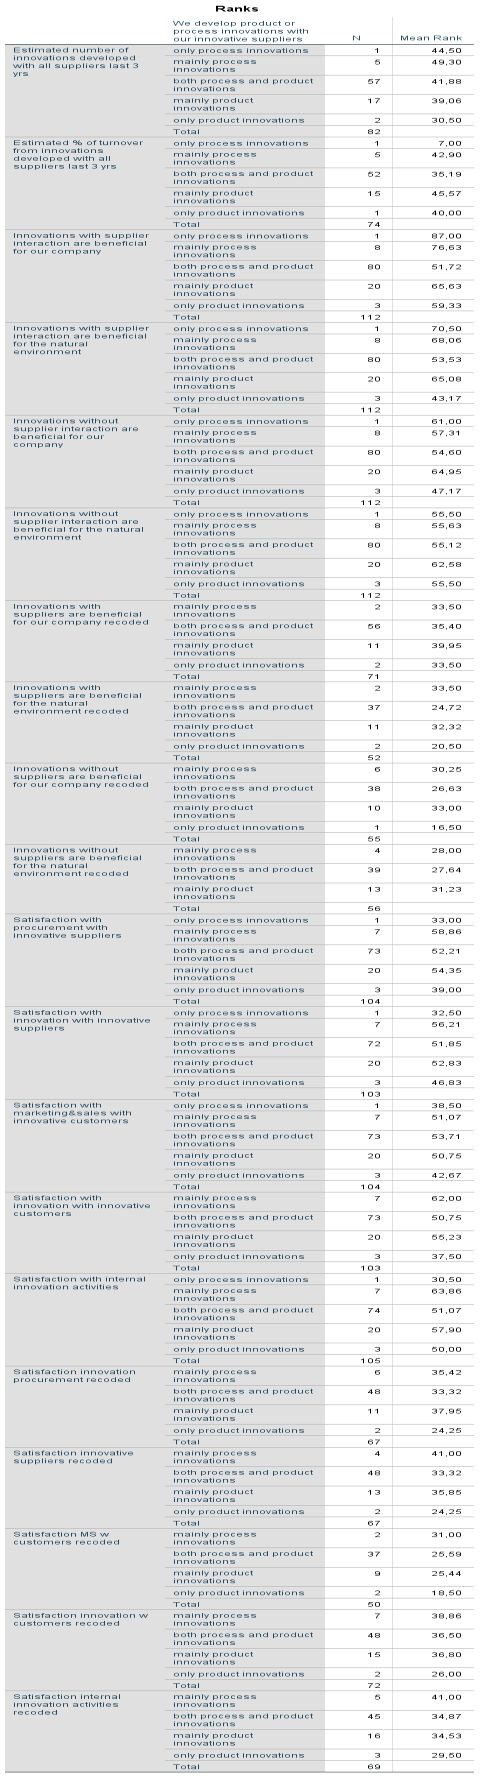 Ranks
We develop product or
process innovations with
our innovative suppliers N Mean Rank
Estimated number of
innovations developed
with all suppliers last 3
yrs
only process innovations 1 44,50
mainly process
innovations 5 49,30
both process and product
innovations 57 41,88
mainly product
innovations 17 39,06
only product innovations 2 30,50
Total 82
Estimated % of turnover
from innovations
developed with all
suppliers last 3 yrs
only process innovations 1 7,00
mainly process
innovations 5 42,90
both process and product
innovations 52 35,19
mainly product
innovations 15 45,57
only product innovations 1 40,00
Total 74
Innovations with supplier
interaction are beneficial
for our company
only process innovations 1 87,00
mainly process
innovations 8 76,63
both process and product
innovations 80 51,72
mainly product
innovations 20 65,63
only product innovations 3 59,33
Total 112
Innovations with supplier
interaction are beneficial
for the natural
environment
only process innovations 1 70,50
mainly process
innovations 8 68,06
both process and product
innovations 80 53,53
mainly product
innovations 20 65,08
only product innovations 3 43,17
Total 112
Innovations without
supplier interaction are
beneficial for our
company
only process innovations 1 61,00
mainly process
innovations 8 57,31
both process and product
innovations 80 54,60
mainly product
innovations 20 64,95
only product innovations 3 47,17
Total 112
Innovations without
supplier interaction are
beneficial for the natural
environment
only process innovations 1 55,50
mainly process
innovations 8 55,63
both process and product
innovations 80 55,12
mainly product
innovations 20 62,58
only product innovations 3 55,50
Total 112
Innovations with
suppliers are beneficial
for our company recoded
mainly process
innovations 2 33,50
both process and product
innovations 56 35,40
mainly product
innovations 11 39,95
only product innovations 2 33,50
Total 71
Innovations with
suppliers are beneficial
for the natural
environment recoded
mainly process
innovations 2 33,50
both process and product
innovations 37 24,72
mainly product
innovations 11 32,32
only product innovations 2 20,50
Total 52
Innovations without
suppliers are beneficial
for our company recoded
mainly process
innovations 6 30,25
both process and product
innovations 38 26,63
mainly product
innovations 10 33,00
only product innovations 1 16,50
Total 55
Innovations without
suppliers are beneficial
for the natural
environment recoded
mainly process
innovations 4 28,00
both process and product
innovations 39 27,64
mainly product
innovations 13 31,23
Total 56
Satisfaction with
procurement with
innovative suppliers
only process innovations 1 33,00
mainly process
innovations 7 58,86
both process and product
innovations 73 52,21
mainly product
innovations 20 54,35
only product innovations 3 39,00
Total 104
Satisfaction with
innovation with innovative
suppliers
only process innovations 1 32,50
mainly process
innovations 7 56,21
both process and product
innovations 72 51,85
mainly product
innovations 20 52,83
only product innovations 3 46,83
Total 103
Satisfaction with
marketing&sales with
innovative customers
only process innovations 1 38,50
mainly process
innovations 7 51,07
both process and product
innovations 73 53,71
mainly product
innovations 20 50,75
only product innovations 3 42,67
Total 104
Satisfaction with
innovation with innovative
customers
mainly process
innovations 7 62,00
both process and product
innovations 73 50,75
mainly product
innovations 20 55,23
only product innovations 3 37,50
Total 103
Satisfaction with internal
innovation activities
only process innovations 1 30,50
mainly process
innovations 7 63,86
both process and product
innovations 74 51,07
mainly product
innovations 20 57,90
only product innovations 3 50,00
Total 105
Satisfaction innovation
procurement recoded
mainly process
innovations 6 35,42
both process and product
innovations 48 33,32
mainly product
innovations 11 37,95
only product innovations 2 24,25
Total 67
Satisfaction innovative
suppliers recoded
mainly process
innovations 4 41,00
both process and product
innovations 48 33,32
mainly product
innovations 13 35,85
only product innovations 2 24,25
Total 67
Satisfaction MS w
customers recoded
mainly process
innovations 2 31,00
both process and product
innovations 37 25,59
mainly product
innovations 9 25,44
only product innovations 2 18,50
Total 50
Satisfaction innovation w
customers recoded
mainly process
innovations 7 38,86
both process and product
innovations 48 36,50
mainly product
innovations 15 36,80
only product innovations 2 26,00
Total 72
Satisfaction internal
innovation activities
recoded
mainly process
innovations 5 41,00
both process and product
innovations 45 34,87
mainly product
innovations 16 34,53
only product innovations 3 29,50
Total 69